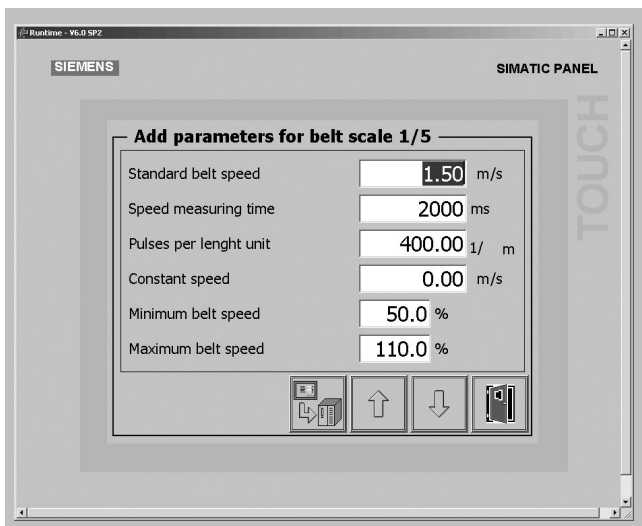 Runtime - V6.0 SP2
SIEMENS
SIMATIC PANEL
TOUCH
Add parameters for belt scale 1/5
Standard belt speed 1.50 m/s
Speed measuring time 2000 ms
Pulses per lenght unit 400.00 1/ m
Constant speed 0.00 m/s
Minimum belt speed 50.0 %
Maximum belt speed 110.0 %